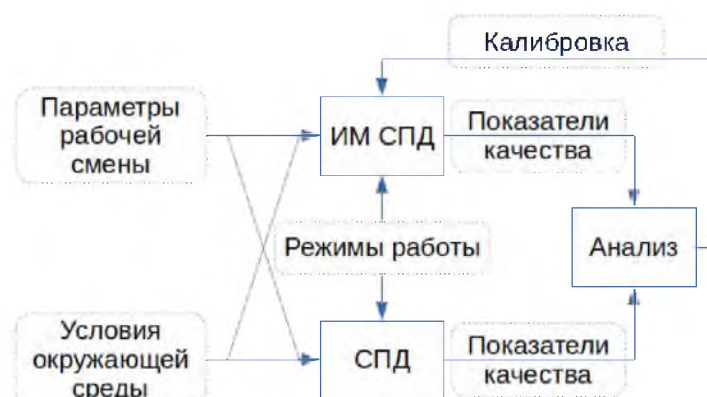 Калибровка
Параметры
рабочей
смены
ИМ СПД
Показатели
качества
Режимы работы
Анализ
Условия
окружающей
среды
СПД
Показатели
качества